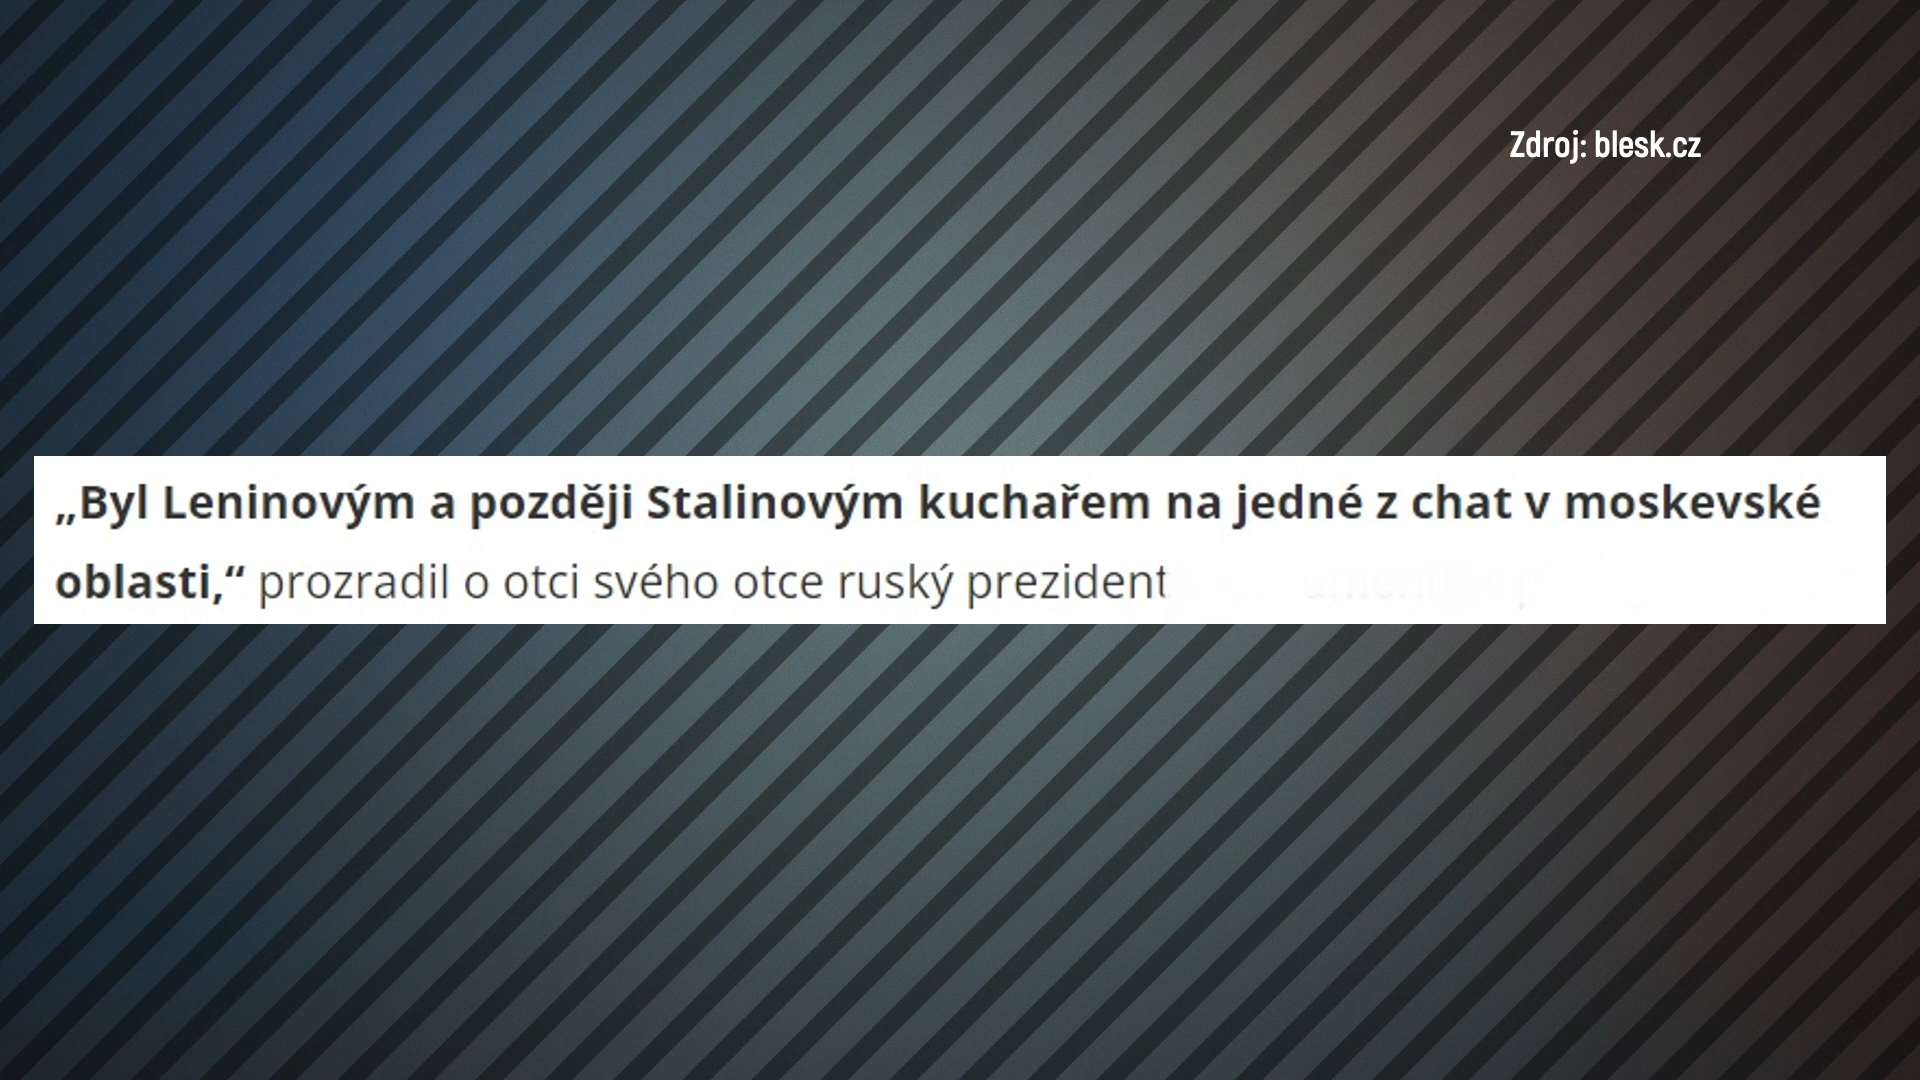 Zdroj: blesk.cz
„Byl Leninovým a později Stalinovým kuchařem na jedné z chat v moskevské
oblasti,“ prozradil o otci svého otce ruský prezident